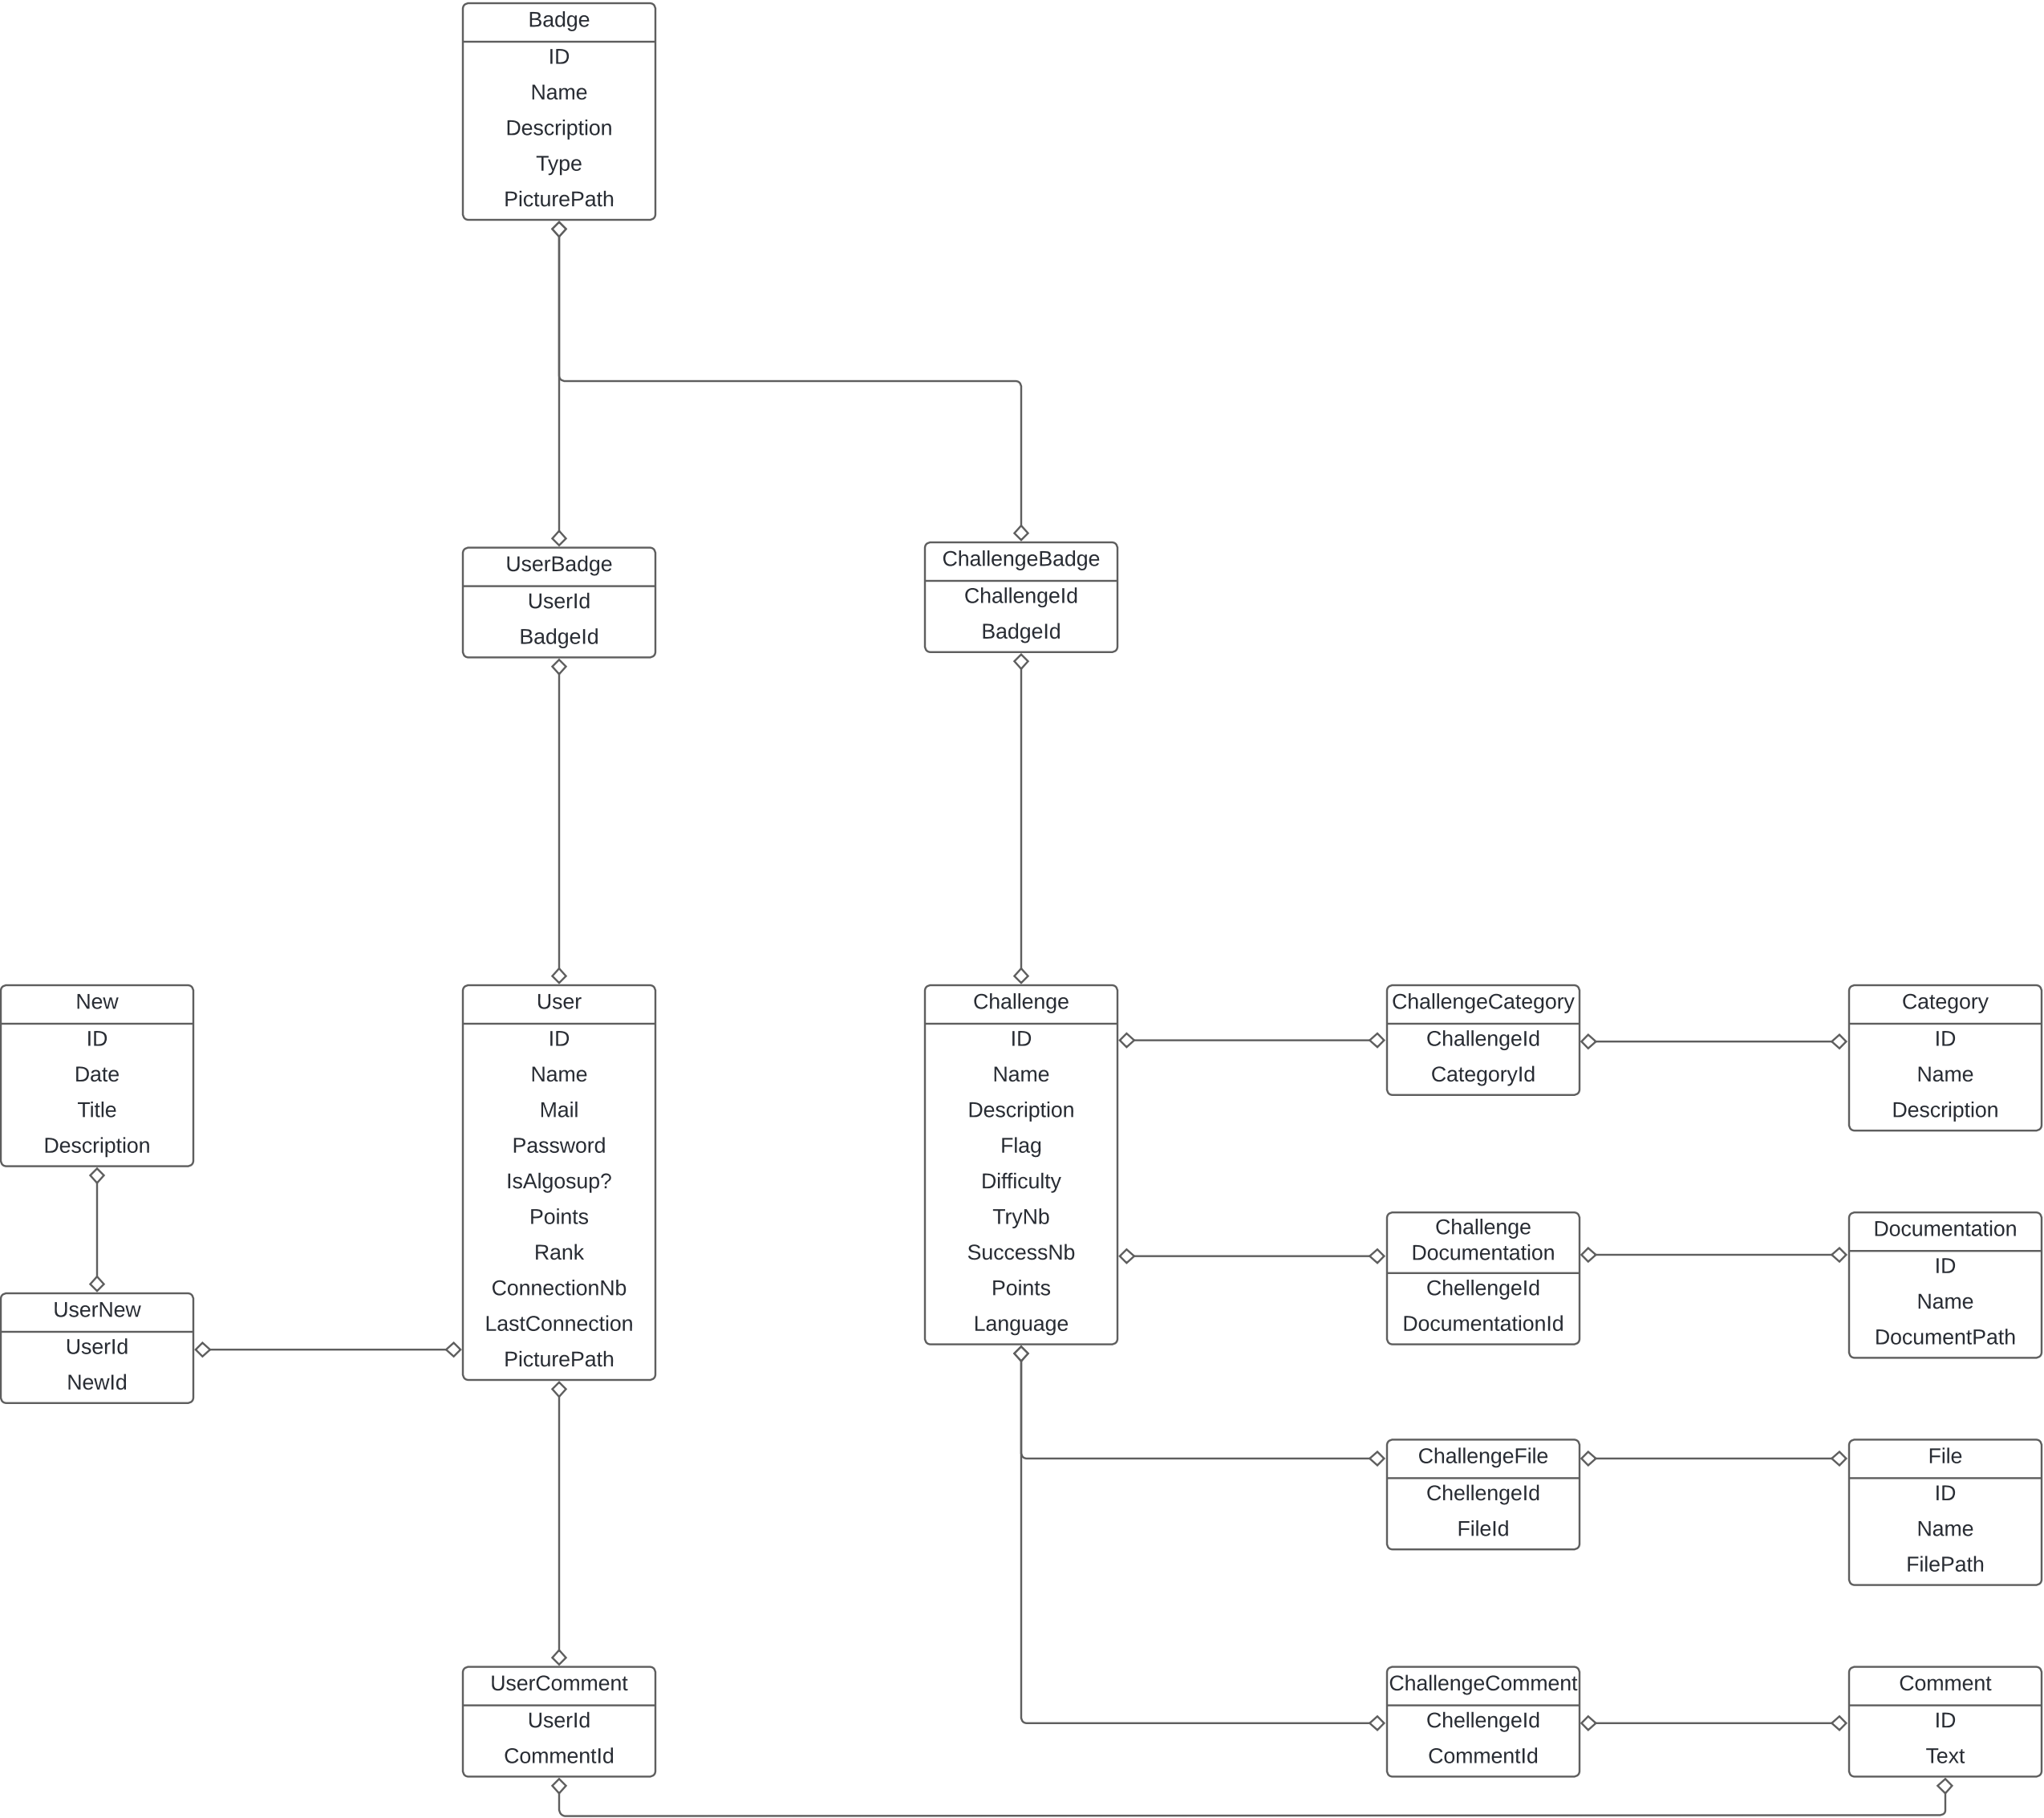 Badge
ID
Name
Description
Type
PicturePath
UserBadge
UserId
BadgeId
ChallengeBadge
ChallengeId
BadgeId
New
ID
Date
Title
Description
UserNew
UserId
NewId
User
ID
Name
Mail
Password
IsAlgosup?
Points
Rank
ConnectionNb
LastConnection
PicturePath
Challenge
ID
Name
Description
Flag
Difficulty
TryNb
SuccessNb
Points
Language
ChallengeCategory
ChallengeId
CategoryId
Category
ID
Name
Description
Challenge
Documentation
ChellengeId
DocumentationId
Documentation
ID
Name
DocumentPath
ChallengeFile
ChellengeId
FileId
File
ID
Name
FilePath
UserComment
UserId
CommentId
ChallengeComment
ChellengeId
CommentId
Comment
ID
Text